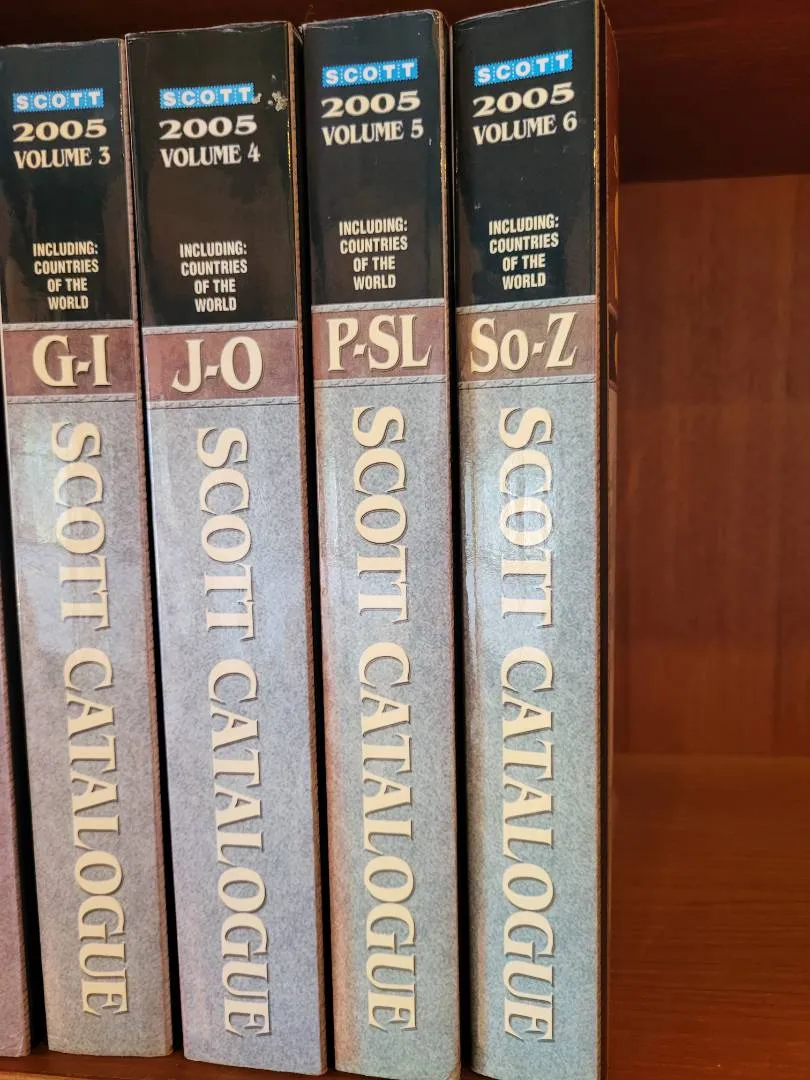 SCOTT
2005
VOLUME 3
INCLUDING:
COUNTRIES
OF THE
WORLD
G-I
SCOTT CATALOGUE
SCOTT
2005
VOLUME 4
INCLUDING:
COUNTRIES
OF THE
WORLD
J-O
SCOTT CATALOGUE
SCOTT
2005
VOLUME 5
INCLUDING:
COUNTRIES
OF THE
WORLD
P-SL
SCOTT CATALOGUE
SCOTT
2005
VOLUME 6
INCLUDING:
COUNTRIES
OF THE
WORLD
So-Z
SCOTT CATALOGUE